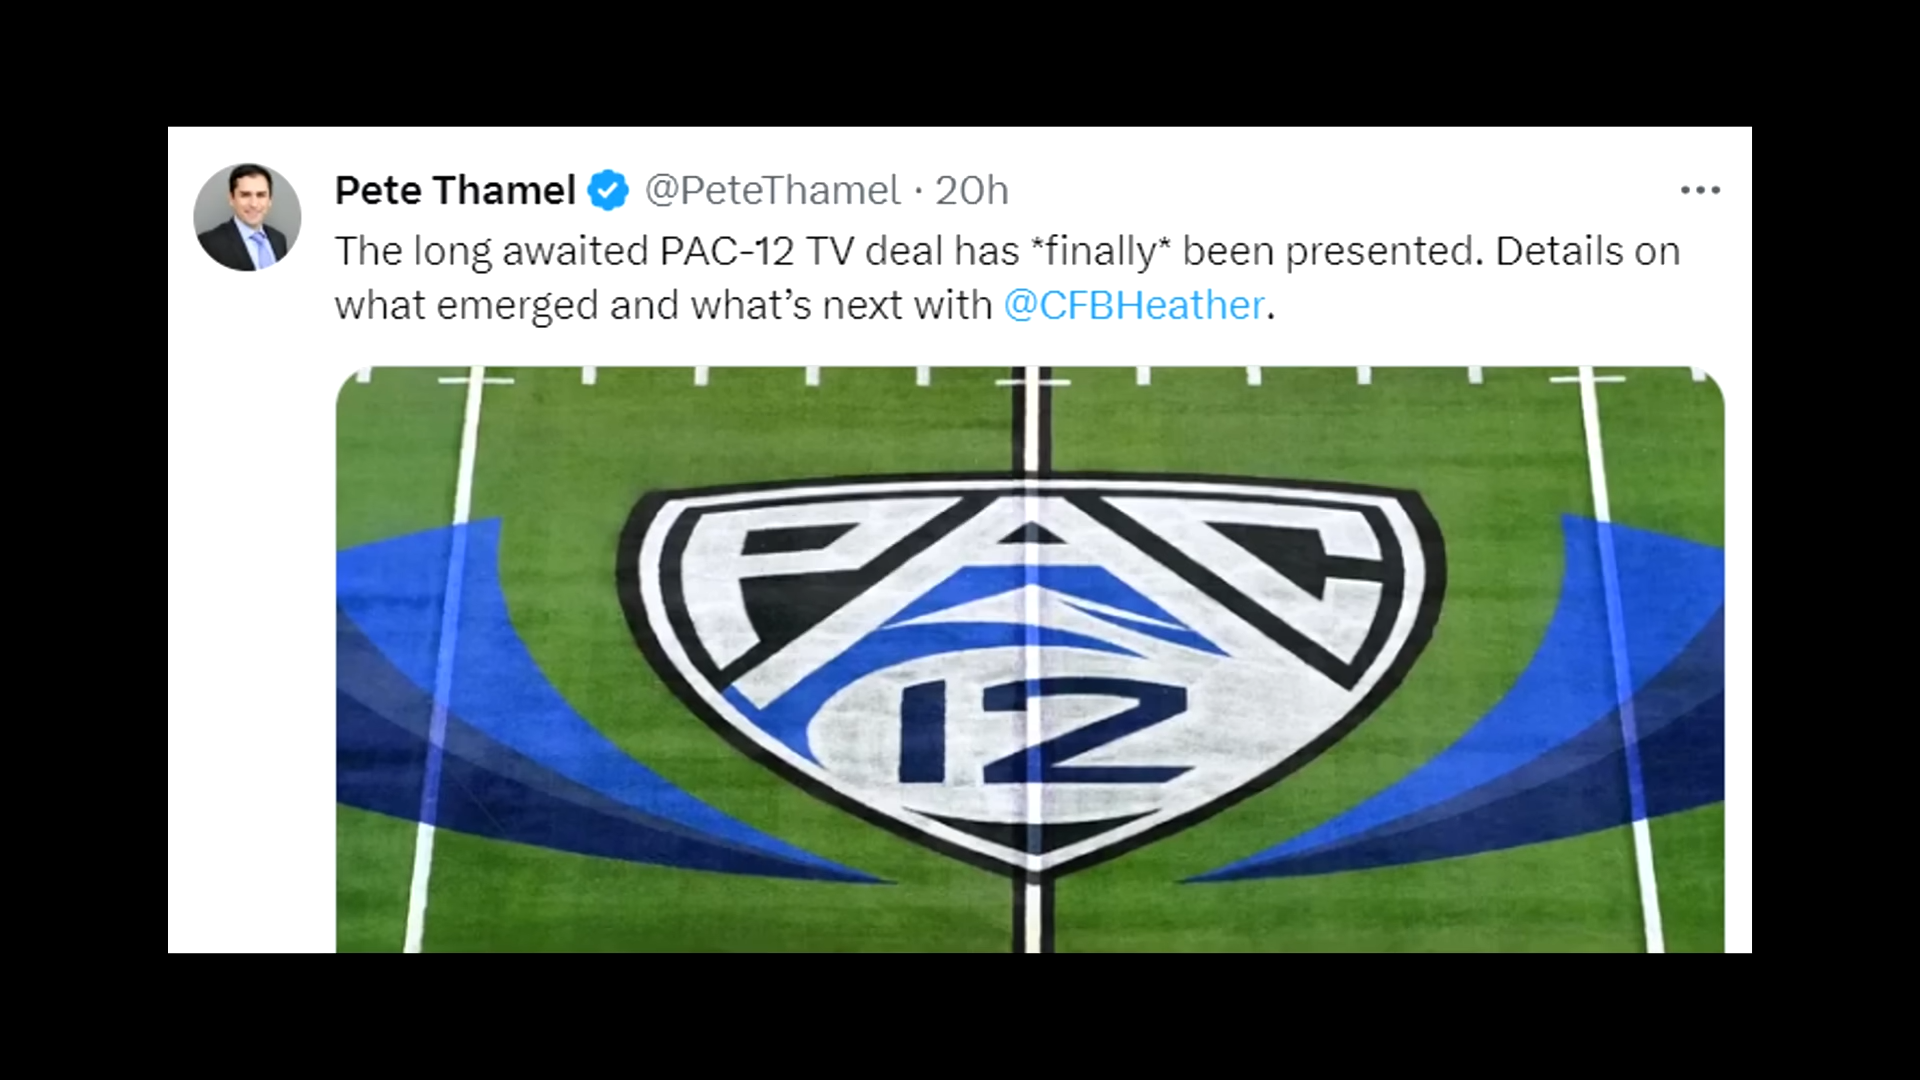 Pete Thamel @PeteThamel · 20h
The long awaited PAC-12 TV deal has *finally* been presented. Details on
what emerged and what’s next with @CFBHeather.
PAC
12